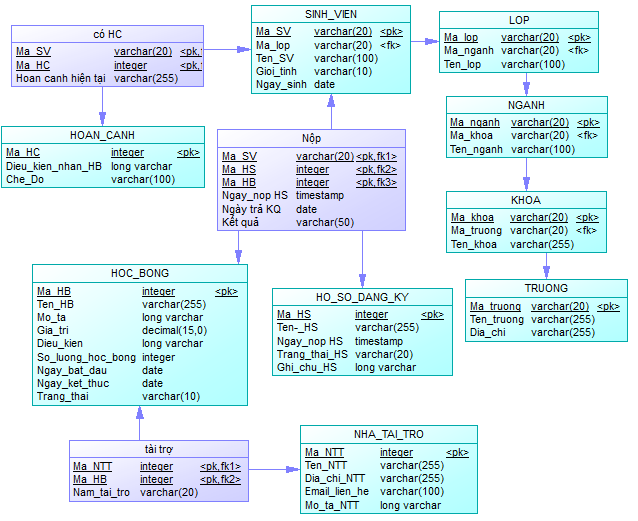 có HC
Ma_SV varchar(20) <pk,
Ma_HC integer <pk,
Hoan canh hiện tại varchar(255)
SINH_VIEN
Ma_SV varchar(20) <pk>
Ma_lop varchar(20) <fk>
Ten_SV varchar(100)
Gioi_tinh varchar(10)
Ngay_sinh date
LOP
Ma_lop varchar(20) <pk>
Ma_nganh varchar(20) <fk>
Ten_lop varchar(100)
NGANH
Ma_nganh varchar(20) <pk>
Ma_khoa varchar(20) <fk>
Ten_nganh varchar(100)
HOAN_CANH
Ma_HC integer <pk>
Dieu_kien_nhan_HB long varchar
Che_Do varchar(100)
Nộp
Ma_SV varchar(20) <pk,fk1>
Ma_HS integer <pk,fk2>
Ma_HB integer <pk,fk3>
Ngay_nop HS timestamp
Ngày trả KQ date
Kết quả varchar(50)
KHOA
Ma_khoa varchar(20) <pk>
Ma_truong varchar(20) <fk>
Ten_khoa varchar(255)
HOC_BONG
Ma_HB integer <pk>
Ten_HB varchar(255)
Mo_ta long varchar
Gia_tri decimal(15,0)
Dieu_kien long varchar
So_luong_hoc_bong integer
Ngay_bat_dau date
Ngay_ket_thuc date
Trang_thai varchar(10)
HO_SO_DANG_KY
Ma_HS integer <pk>
Ten-_HS varchar(255)
Ngay_nop HS timestamp
Trang_thai_HS varchar(20)
Ghi_chu_HS long varchar
TRUONG
Ma_truong varchar(20) <pk>
Ten_truong varchar(255)
Dia_chi varchar(255)
tài trợ
Ma_NTT integer <pk,fk1>
Ma_HB integer <pk,fk2>
Nam_tai_tro varchar(20)
NHA_TAI_TRO
Ma_NTT integer <pk>
Ten_NTT varchar(255)
Dia_chi_NTT varchar(255)
Email_lien_he varchar(100)
Mo_ta_NTT long varchar